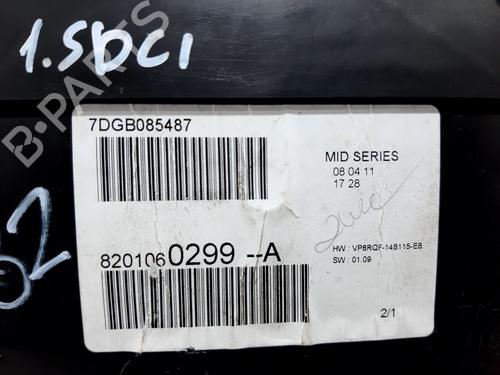 1.5DCI
B-PARTS
7DGB085487
MID SERIES
08 04 11
17 28
8201060299--A
HW : VP8RQF-14B115-EB
SW : 01.09
2/1